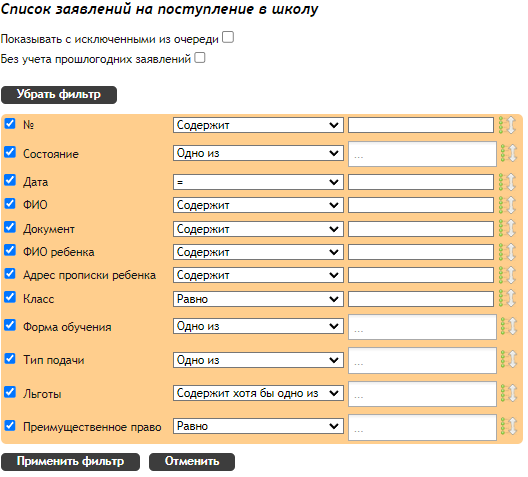 Список заявлений на поступление в школу
Показывать с исключенными из очереди
Без учета прошлогодних заявлений
Убрать фильтр
№ Содержит
Состояние Одно из ...
Дата =
ФИО Содержит
Документ Содержит
ФИО ребенка Содержит
Адрес прописки ребенка Содержит
Класс Равно
Форма обучения Одно из ...
Тип подачи Одно из ...
Льготы Содержит хотя бы одно из ...
Преимущественное право Равно ...
Применить фильтр Отменить